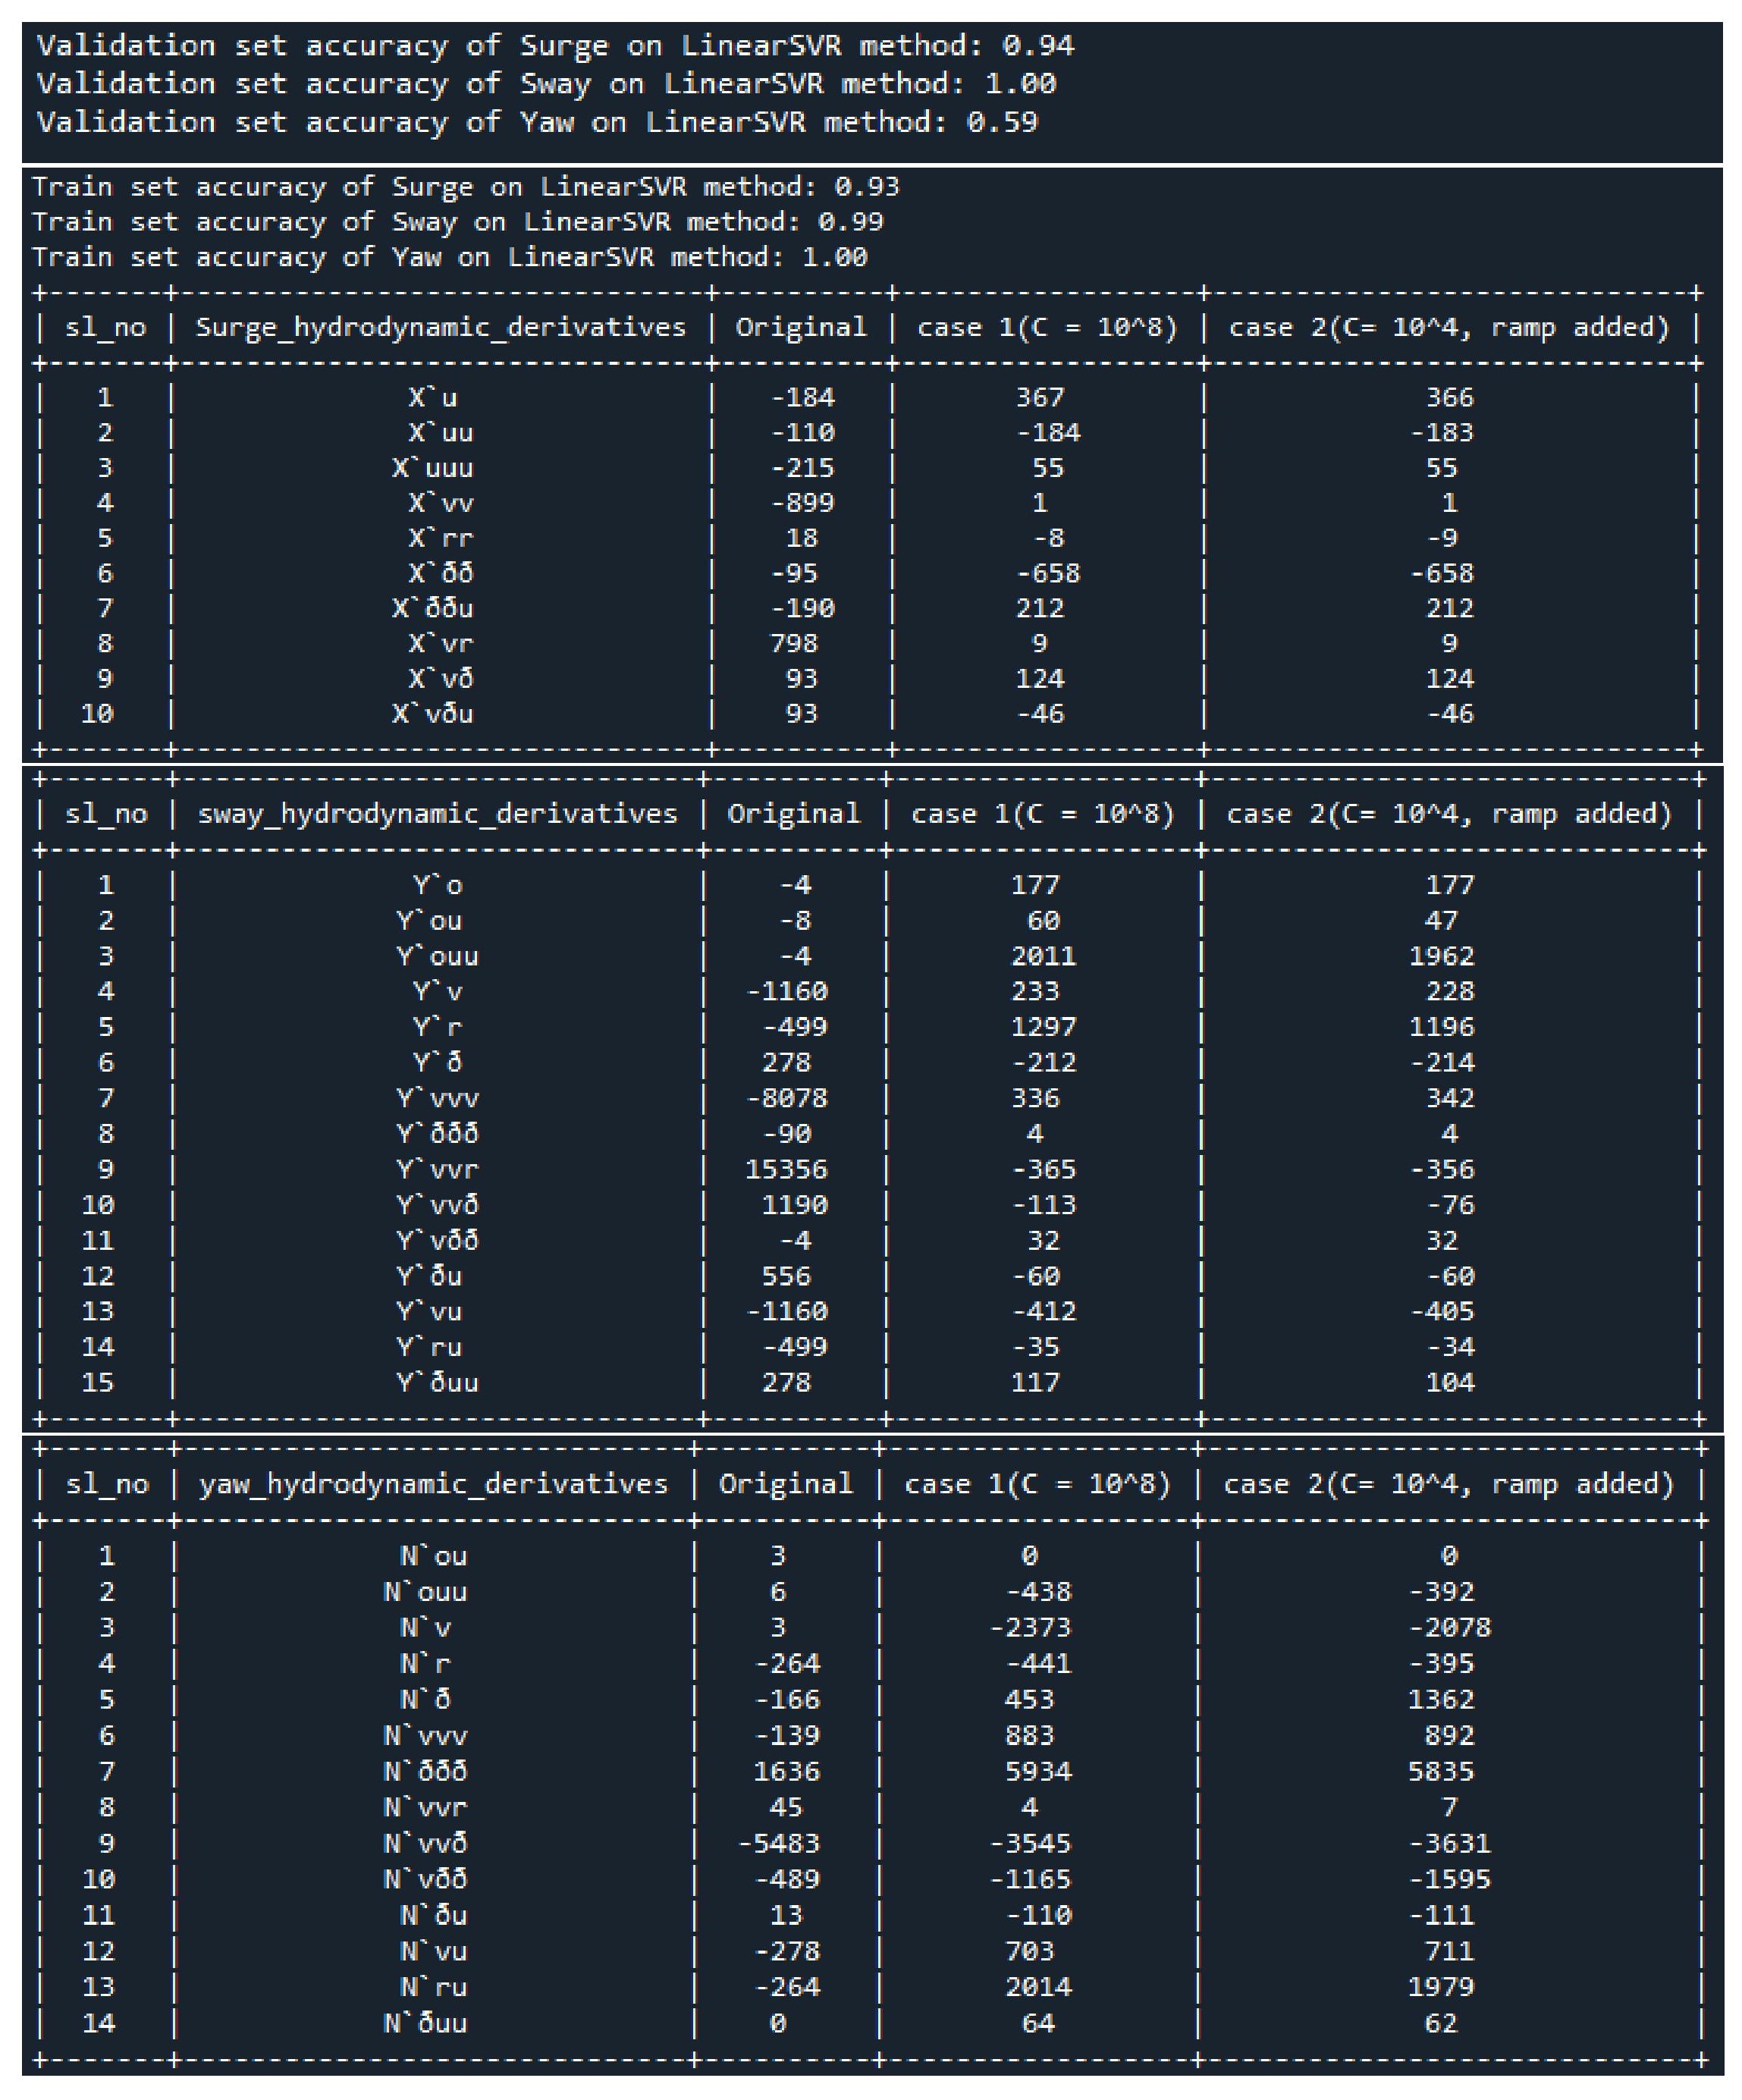 Validation set accuracy of Surge on LinearSVR method: 0.94
Validation set accuracy of Sway on LinearSVR method: 1.00
Validation set accuracy of Yaw on LinearSVR method: 0.59
Train set accuracy of Surge on LinearSVR method: 0.93
Train set accuracy of Sway on LinearSVR method: 0.99
Train set accuracy of Yaw on LinearSVR method: 1.00
| sl_no | Surge_hydrodynamic_derivatives | Original | case 1(C = 10^8) | case 2(C= 10^4, ramp added) |
| 1 | X`u | -184 | 367 | 366 |
| 2 | X`uu | -110 | -184 | -183 |
| 3 | X`uuu | -215 | 55 | 55 |
| 4 | X`vv | -899 | 1 | 1 |
| 5 | X`rr | 18 | -8 | -9 |
| 6 | X`ðð | -95 | -658 | -658 |
| 7 | X`ððu | -190 | 212 | 212 |
| 8 | X`vr | 798 | 9 | 9 |
| 9 | X`vð | 93 | 124 | 124 |
| 10 | X`vðu | 93 | -46 | -46 |
| sl_no | sway_hydrodynamic_derivatives | Original | case 1(C = 10^8) | case 2(C= 10^4, ramp added) |
| 1 | Y`o | -4 | 177 | 177 |
| 2 | Y`ou | -8 | 60 | 47 |
| 3 | Y`ouu | -4 | 2011 | 1962 |
| 4 | Y`v | -1160 | 233 | 228 |
| 5 | Y`r | -499 | 1297 | 1196 |
| 6 | Y`ð | 278 | -212 | -214 |
| 7 | Y`vvv | -8078 | 336 | 342 |
| 8 | Y`ððð | -90 | 4 | 4 |
| 9 | Y`vvr | 15356 | -365 | -356 |
| 10 | Y`vvð | 1190 | -113 | -76 |
| 11 | Y`vðð | -4 | 32 | 32 |
| 12 | Y`ðu | 556 | -60 | -60 |
| 13 | Y`vu | -1160 | -412 | -405 |
| 14 | Y`ru | -499 | -35 | -34 |
| 15 | Y`ðuu | 278 | 117 | 104 |
| sl_no | yaw_hydrodynamic_derivatives | Original | case 1(C = 10^8) | case 2(C= 10^4, ramp added) |
| 1 | N`ou | 3 | 0 | 0 |
| 2 | N`ouu | 6 | -438 | -392 |
| 3 | N`v | 3 | -2373 | -2078 |
| 4 | N`r | -264 | -441 | -395 |
| 5 | N`ð | -166 | 453 | 1362 |
| 6 | N`vvv | -139 | 883 | 892 |
| 7 | N`ððð | 1636 | 5934 | 5835 |
| 8 | N`vvr | 45 | 4 | 7 |
| 9 | N`vvð | -5483 | -3545 | -3631 |
| 10 | N`vðð | -489 | -1165 | -1595 |
| 11 | N`ðu | 13 | -110 | -111 |
| 12 | N`vu | -278 | 703 | 711 |
| 13 | N`ru | -264 | 2014 | 1979 |
| 14 | N`ðuu | 0 | 64 | 62 |